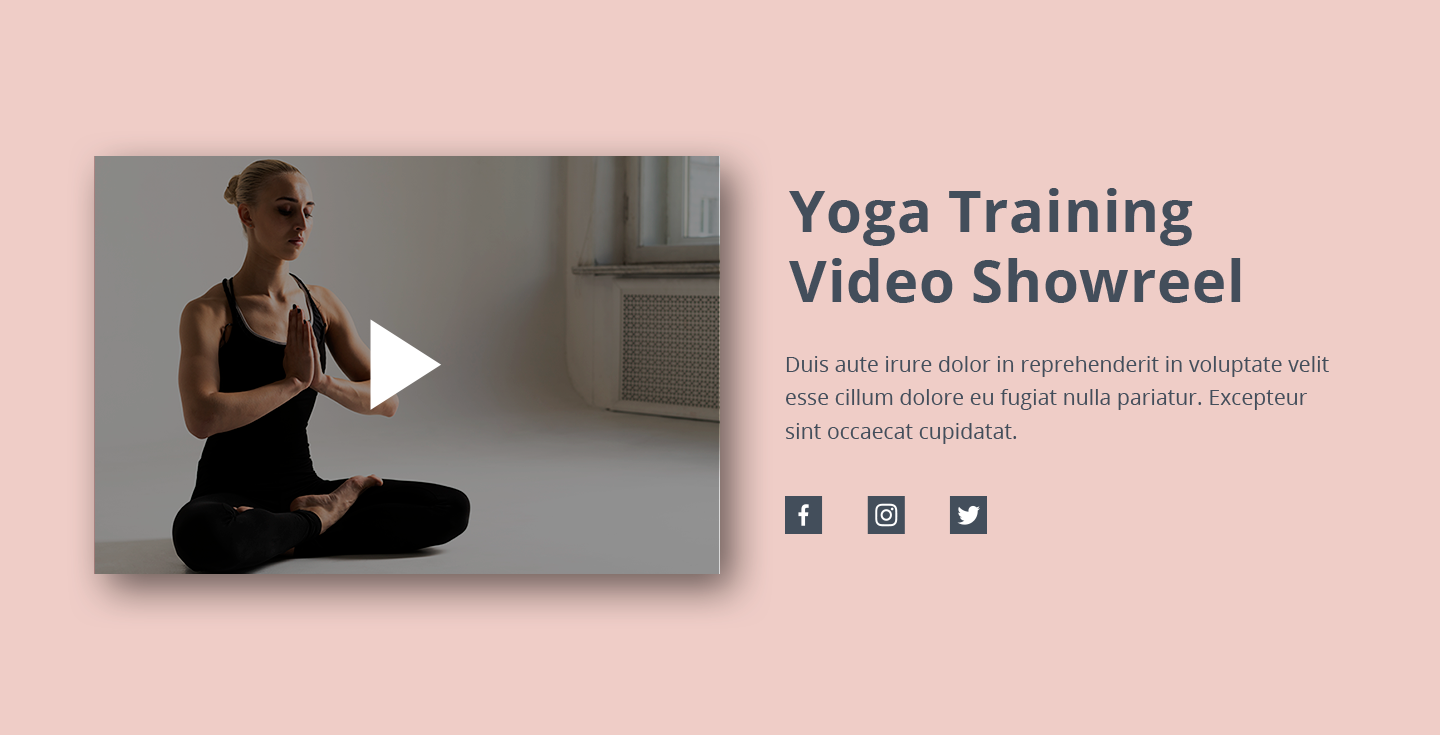 Yoga Training
Video Showreel
Duis aute irure dolor in reprehenderit in voluptate velit
esse cillum dolore eu fugiat nulla pariatur. Excepteur
sint occaecat cupidatat.